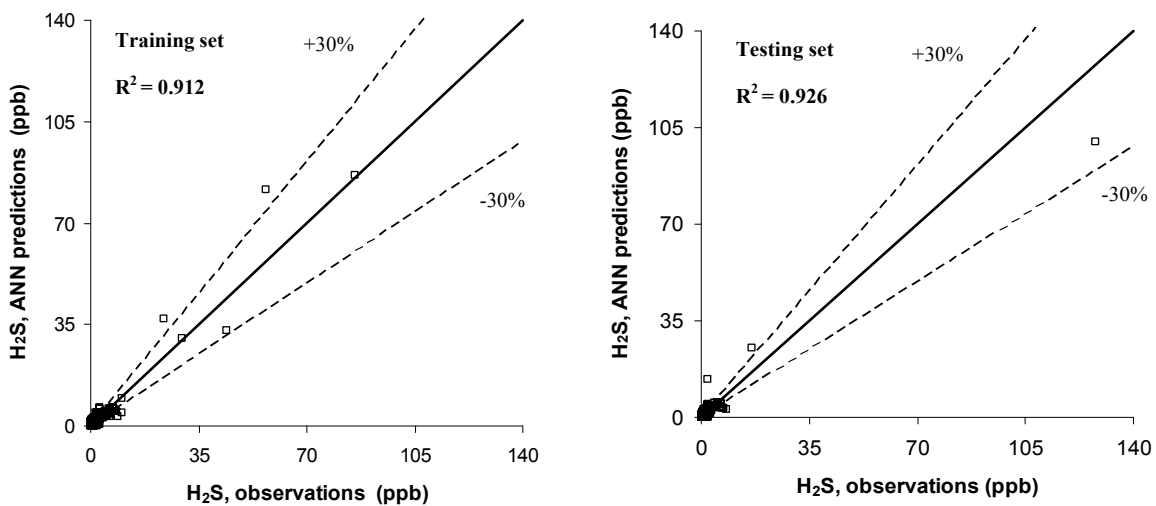 140
105
70
35
0
H₂S, ANN predictions (ppb)
Training set
R² = 0.912
+30%
-30%
0 35 70 105 140
H₂S, observations (ppb)
140
105
70
35
0
H₂S, ANN predictions (ppb)
Testing set
R² = 0.926
+30%
-30%
0 35 70 105 140
H₂S, observations (ppb)